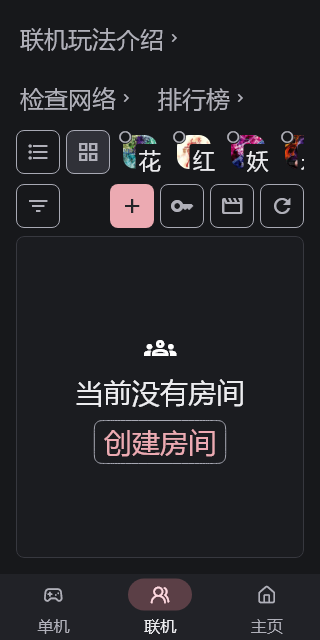 联机玩法介绍
检查网络 排行榜
花 红 妖
当前没有房间
创建房间
单机 联机 主页